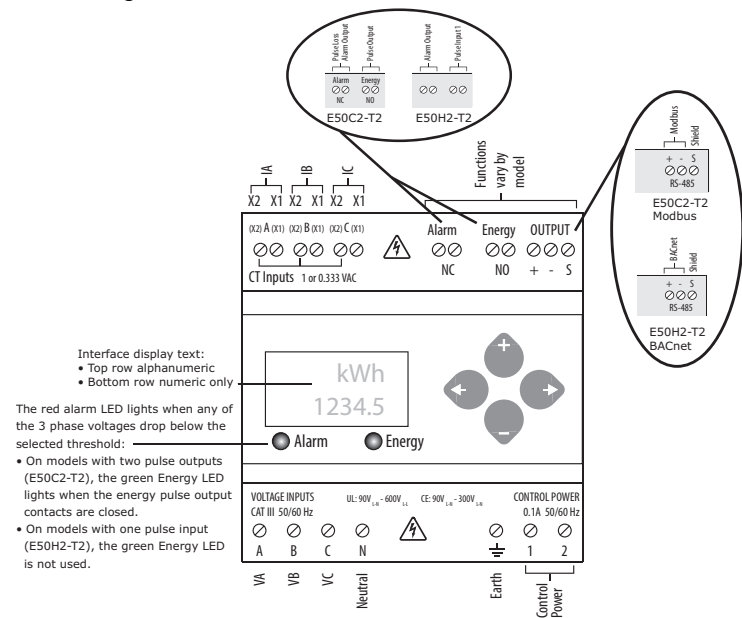 Pulse Loss
Alarm Output
Pulse Output
Alarm Output
Pulse Input 1
Alarm Energy
NC NO
E50C2-T2 E50H2-T2
Modbus
Shield
+ - S
RS-485
E50C2-T2
Modbus
BACnet
Shield
+ - S
RS-485
E50H2-T2
BACnet
IA IB IC
X2 X1 X2 X1 X2 X1
Functions
vary by
model
(X2) A (X1) (X2) B (X1) (X2) C (X1)
CT Inputs 1 or 0.333 VAC
Alarm Energy OUTPUT
NC NO + - S
Interface display text:
• Top row alphanumeric
• Bottom row numeric only
kWh
1234.5
+
-
The red alarm LED lights when any of
the 3 phase voltages drop below the
selected threshold:
• On models with two pulse outputs
(E50C2-T2), the green Energy LED
lights when the energy pulse output
contacts are closed.
• On models with one pulse input
(E50H2-T2), the green Energy LED
is not used.
Alarm Energy
VOLTAGE INPUTS UL: 90V L-N - 600V L-L CE: 90V L-N - 300V L-N CONTROL POWER
CAT III 50/60 Hz 0.1A 50/60 Hz
A B C N 1 2
VA VB VC Neutral Earth
Control
Power